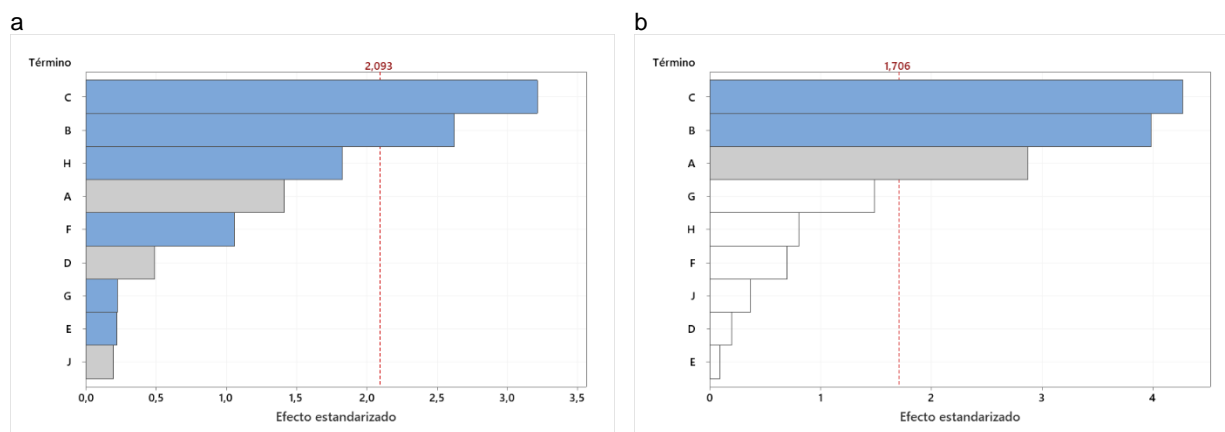 a
Término
2,093
C
B
H
A
F
D
G
E
J
0,0 0,5 1,0 1,5 2,0 2,5 3,0 3,5
Efecto estandarizado
b
Término
1,706
C
B
A
G
H
F
J
D
E
0 1 2 3 4
Efecto estandarizado